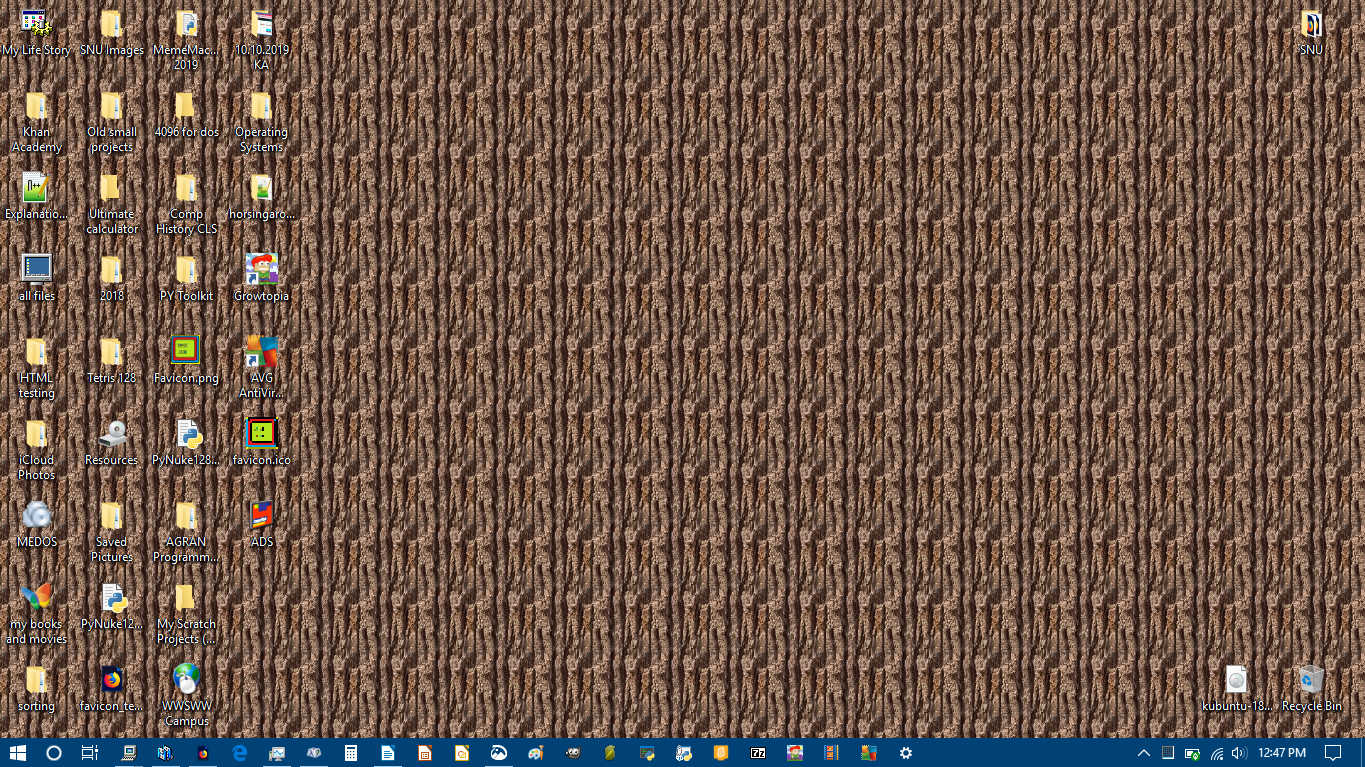 My Life Story
SNU Images
MemeMac...
2019
10.10.2019
KA
SNU
Khan
Academy
Old small
projects
4096 for dos
Operating
Systems
Explanatio...
Ultimate
calculator
Comp
History CLS
horsingaro...
all files
2018
PY Toolkit
Growtopia
HTML
testing
Tetris 128
Favicon.png
AVG
AntiVir...
iCloud
Photos
Resources
PyNuke128...
favicon.ico
MEDOS
Saved
Pictures
AGRAN
Programm...
ADS
my books
and movies
PyNuke12...
My Scratch
Projects (...
sorting
favicon_te...
WWSWW
Campus
kubuntu-18...
Recycle Bin
12:47 PM